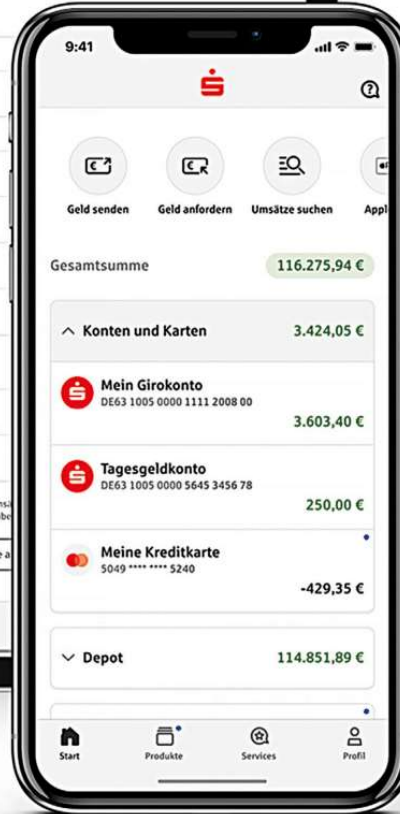 9:41
Geld senden
Geld anfordern
Umsätze suchen
Appl
Gesamtsumme 116.275,94 €
Konten und Karten 3.424,05 €
Mein Girokonto
DE63 1005 0000 1111 2008 00
3.603,40 €
Tagesgeldkonto
DE63 1005 0000 5645 3456 78
250,00 €
Meine Kreditkarte
5049 **** **** 5240
-429,35 €
Depot 114.851,89 €
Start
Produkte
Services
Profil